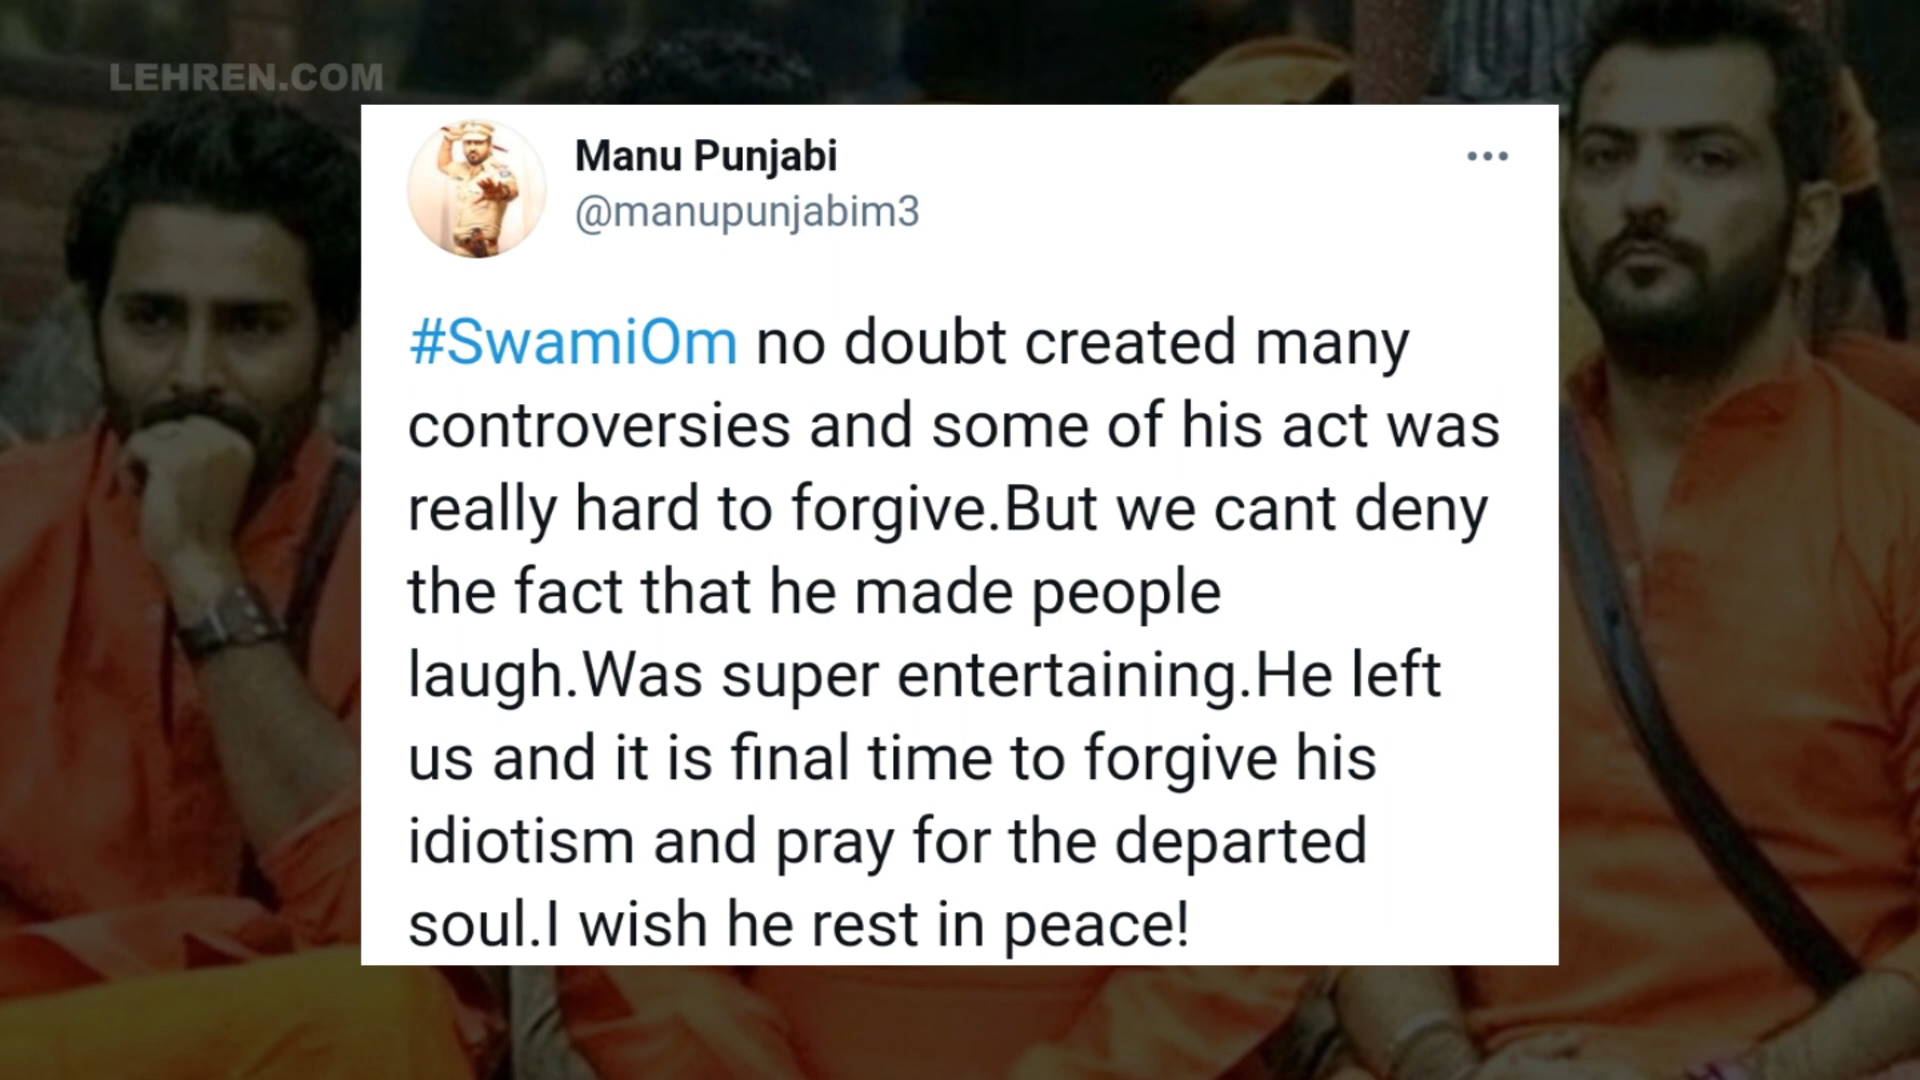 LEHREN.COM
Manu Punjabi
@manupunjabim3
#SwamiOm no doubt created many
controversies and some of his act was
really hard to forgive.But we cant deny
the fact that he made people
laugh.Was super entertaining.He left
us and it is final time to forgive his
idiotism and pray for the departed
soul.I wish he rest in peace!